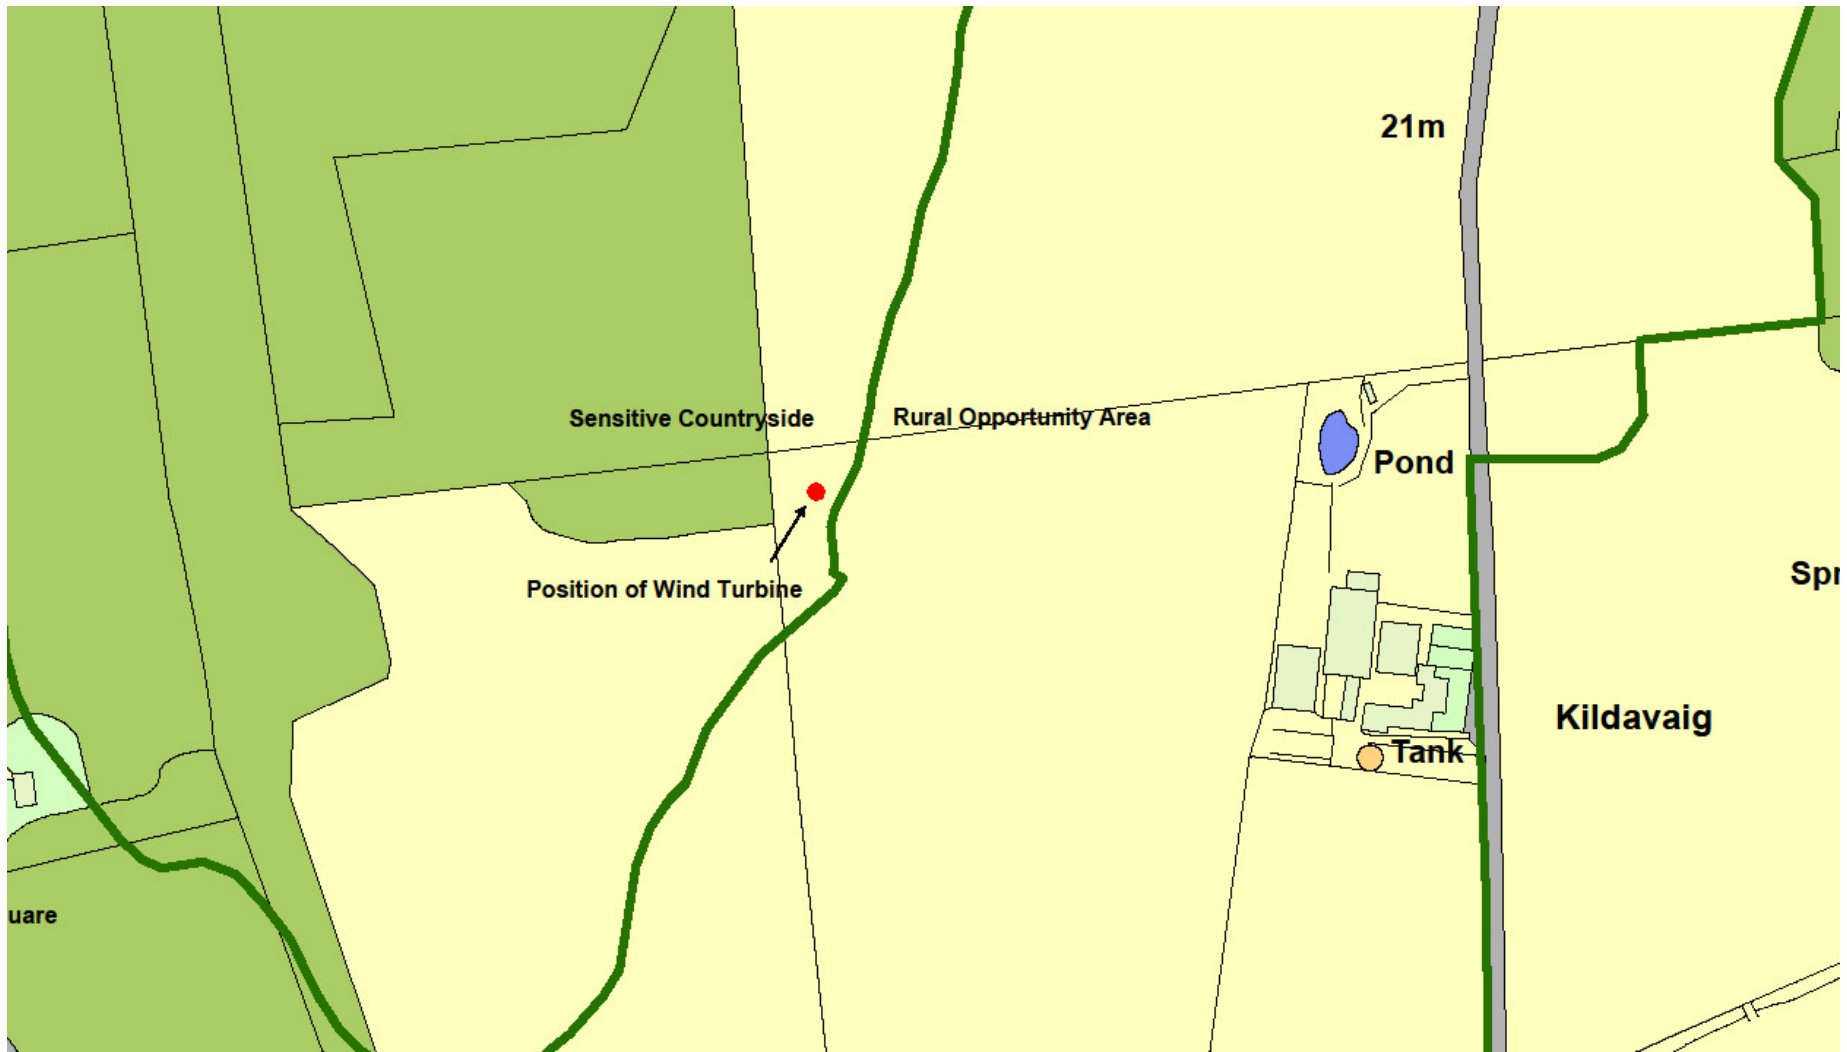 21m
Sensitive Countryside
Rural Opportunity Area
Pond
Position of Wind Turbine
Spr
Kildavaig
Tank
uare